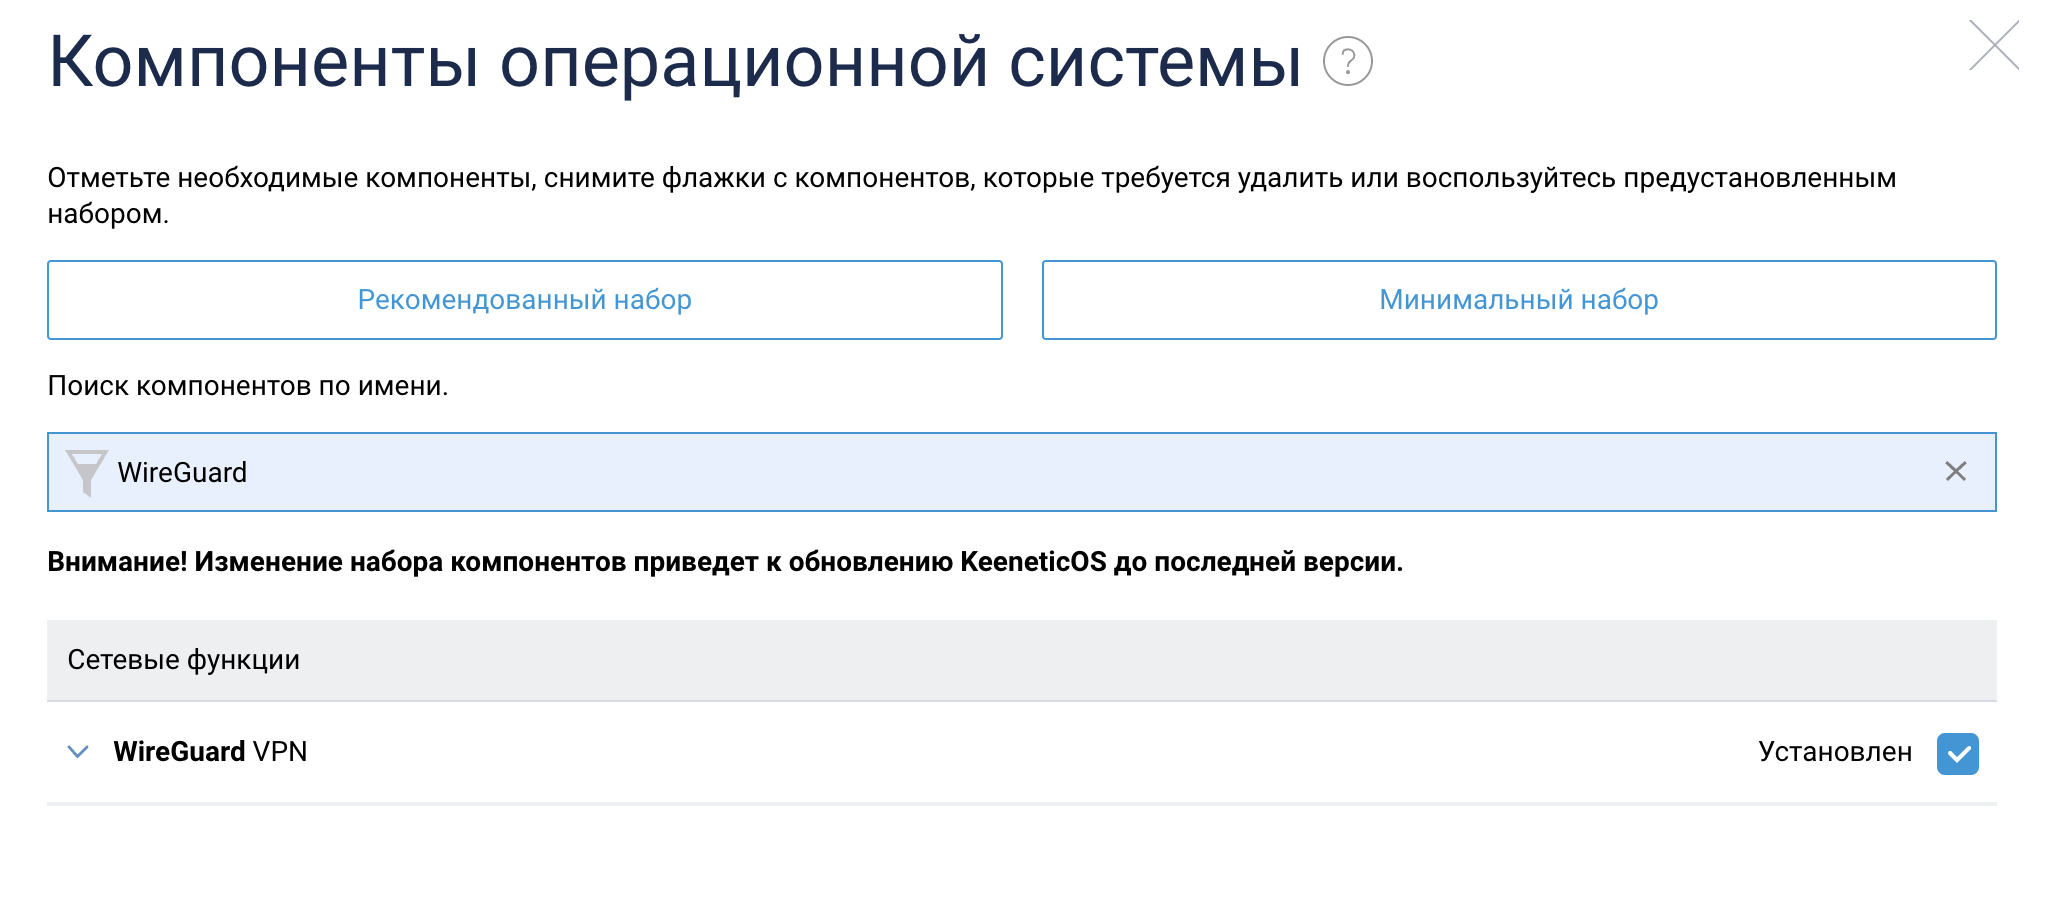 Компоненты операционной системы ?
Отметьте необходимые компоненты, снимите флажки с компонентов, которые требуется удалить или воспользуйтесь предустановленным
набором.
Рекомендованный набор
Минимальный набор
Поиск компонентов по имени.
WireGuard
Внимание! Изменение набора компонентов приведет к обновлению KeeneticOS до последней версии.
Сетевые функции
WireGuard VPN
Установлен